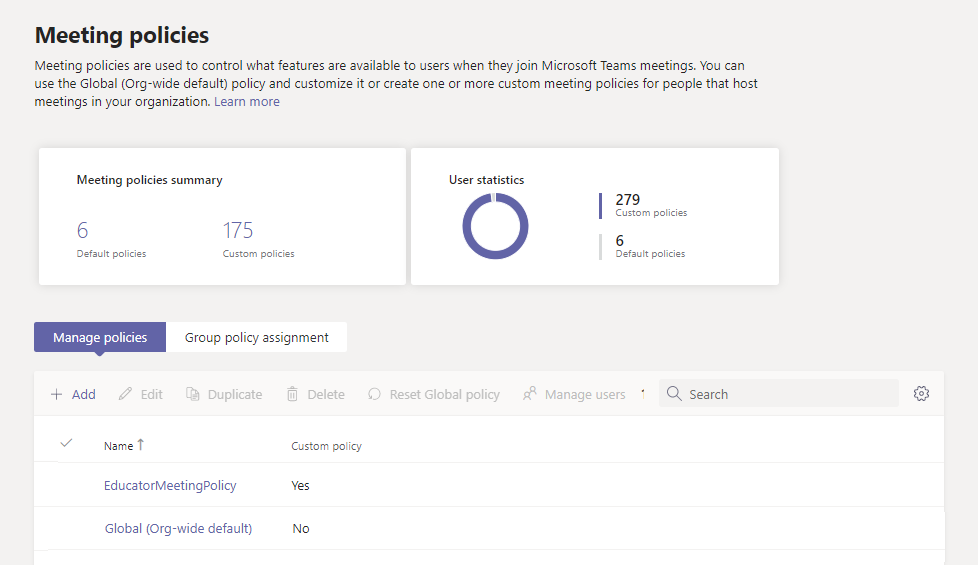 Meeting policies
Meeting policies are used to control what features are available to users when they join Microsoft Teams meetings. You can
use the Global (Org-wide default) policy and customize it or create one or more custom meeting policies for people that host
meetings in your organization. Learn more
Meeting policies summary
6
Default policies
175
Custom policies
User statistics
279
Custom policies
6
Default policies
Manage policies
Group policy assignment
Add
Edit
Duplicate
Delete
Reset Global policy
Manage users
Search
Name
Custom policy
EducatorMeetingPolicy
Yes
Global (Org-wide default)
No